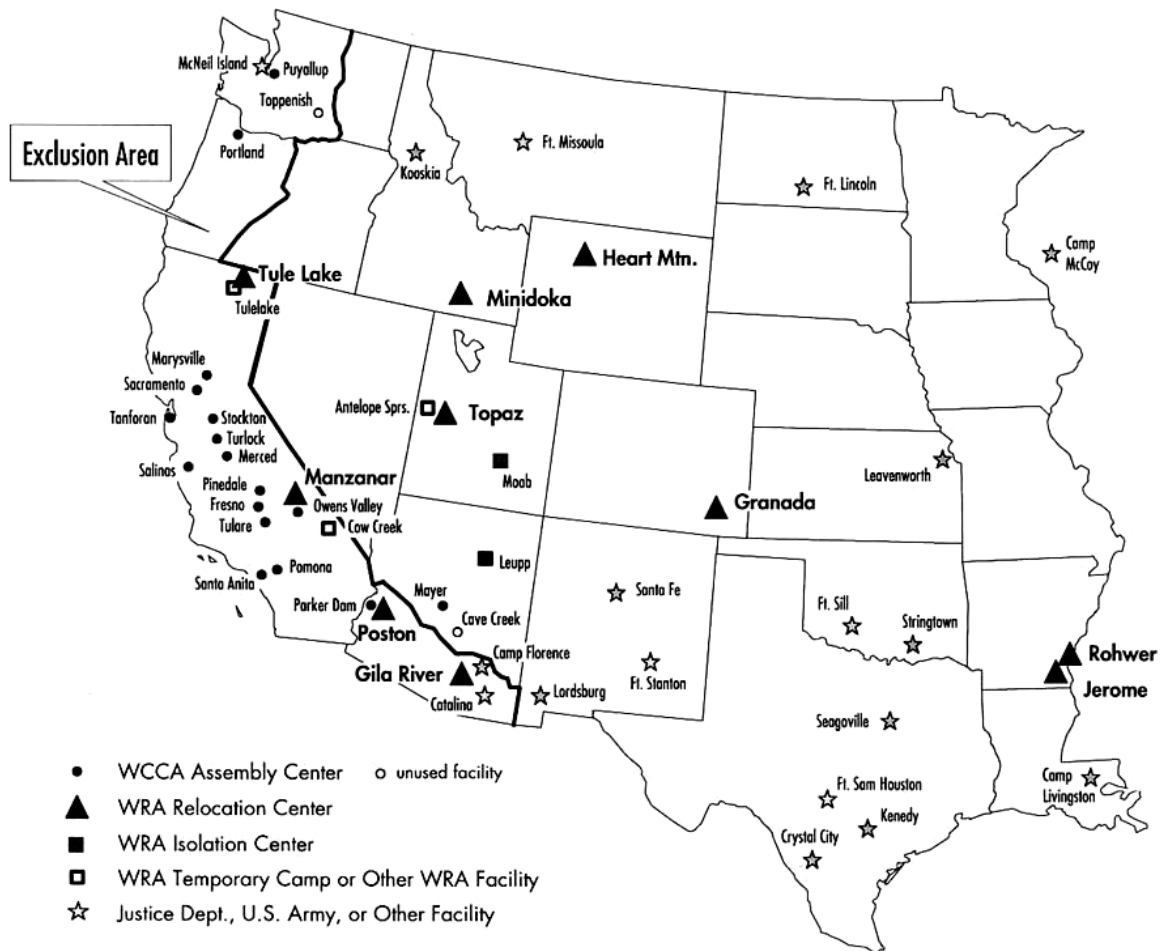 McNeil Island
Puyallup
Toppenish
Portland
Exclusion Area
Kooskia
Ft. Missoula
Ft. Lincoln
Camp
McCoy
Heart Mtn.
Tule Lake
Tulelake
Minidoka
Marysville
Sacramento
Tanforan
Stockton
Turlock
Merced
Salinas
Antelope Sprs.
Topaz
Moab
Leavenworth
Granada
Pinedale
Fresno
Tulare
Manzanar
Owens Valley
Cow Creek
Leupp
Santa Anita
Pomona
Parker Dam
Mayer
Poston
Cave Creek
Santa Fe
Ft. Sill
Stringtown
Camp Florence
Gila River
Catalina
Lordsburg
Ft. Stanton
Rohwer
Jerome
Seagoville
Camp
Livingston
Ft. Sam Houston
Kenedy
Crystal City
WCCA Assembly Center
unused facility
WRA Relocation Center
WRA Isolation Center
WRA Temporary Camp or Other WRA Facility
Justice Dept., U.S. Army, or Other Facility